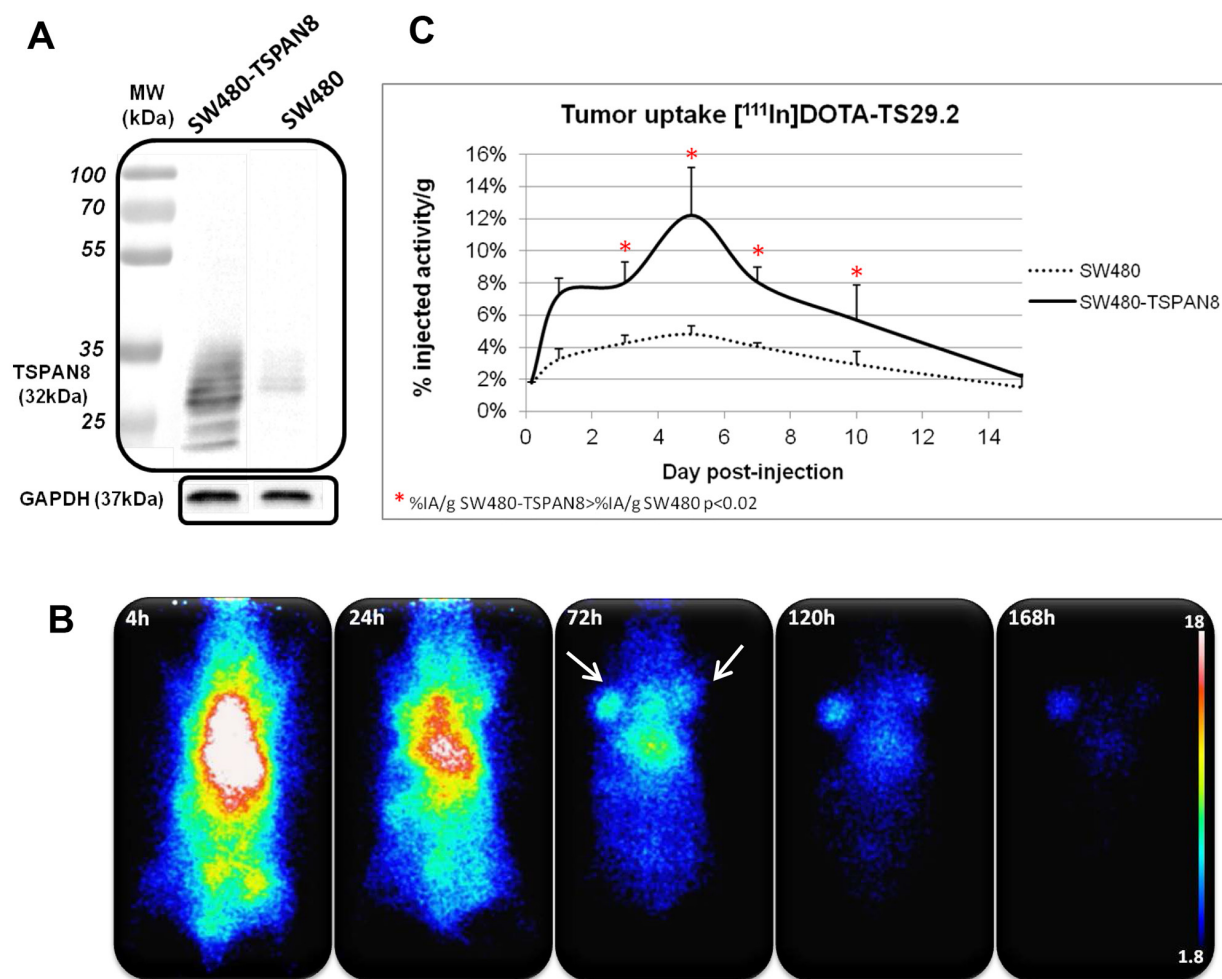 A
MW
(kDa)
SW480-TSPAN8
SW480
100
70
55
35
TSPAN8
(32kDa)
25
GAPDH (37kDa)
C
Tumor uptake [¹¹¹In]DOTA-TS29.2
% injected activity/g
16%
14%
12%
10%
8%
6%
4%
2%
0%
0 2 4 6 8 10 12 14
Day post-injection
* * * *
SW480
SW480-TSPAN8
* %IA/g SW480-TSPAN8>%IA/g SW480 p<0.02
B
4h
24h
72h
120h
168h
18
1.8